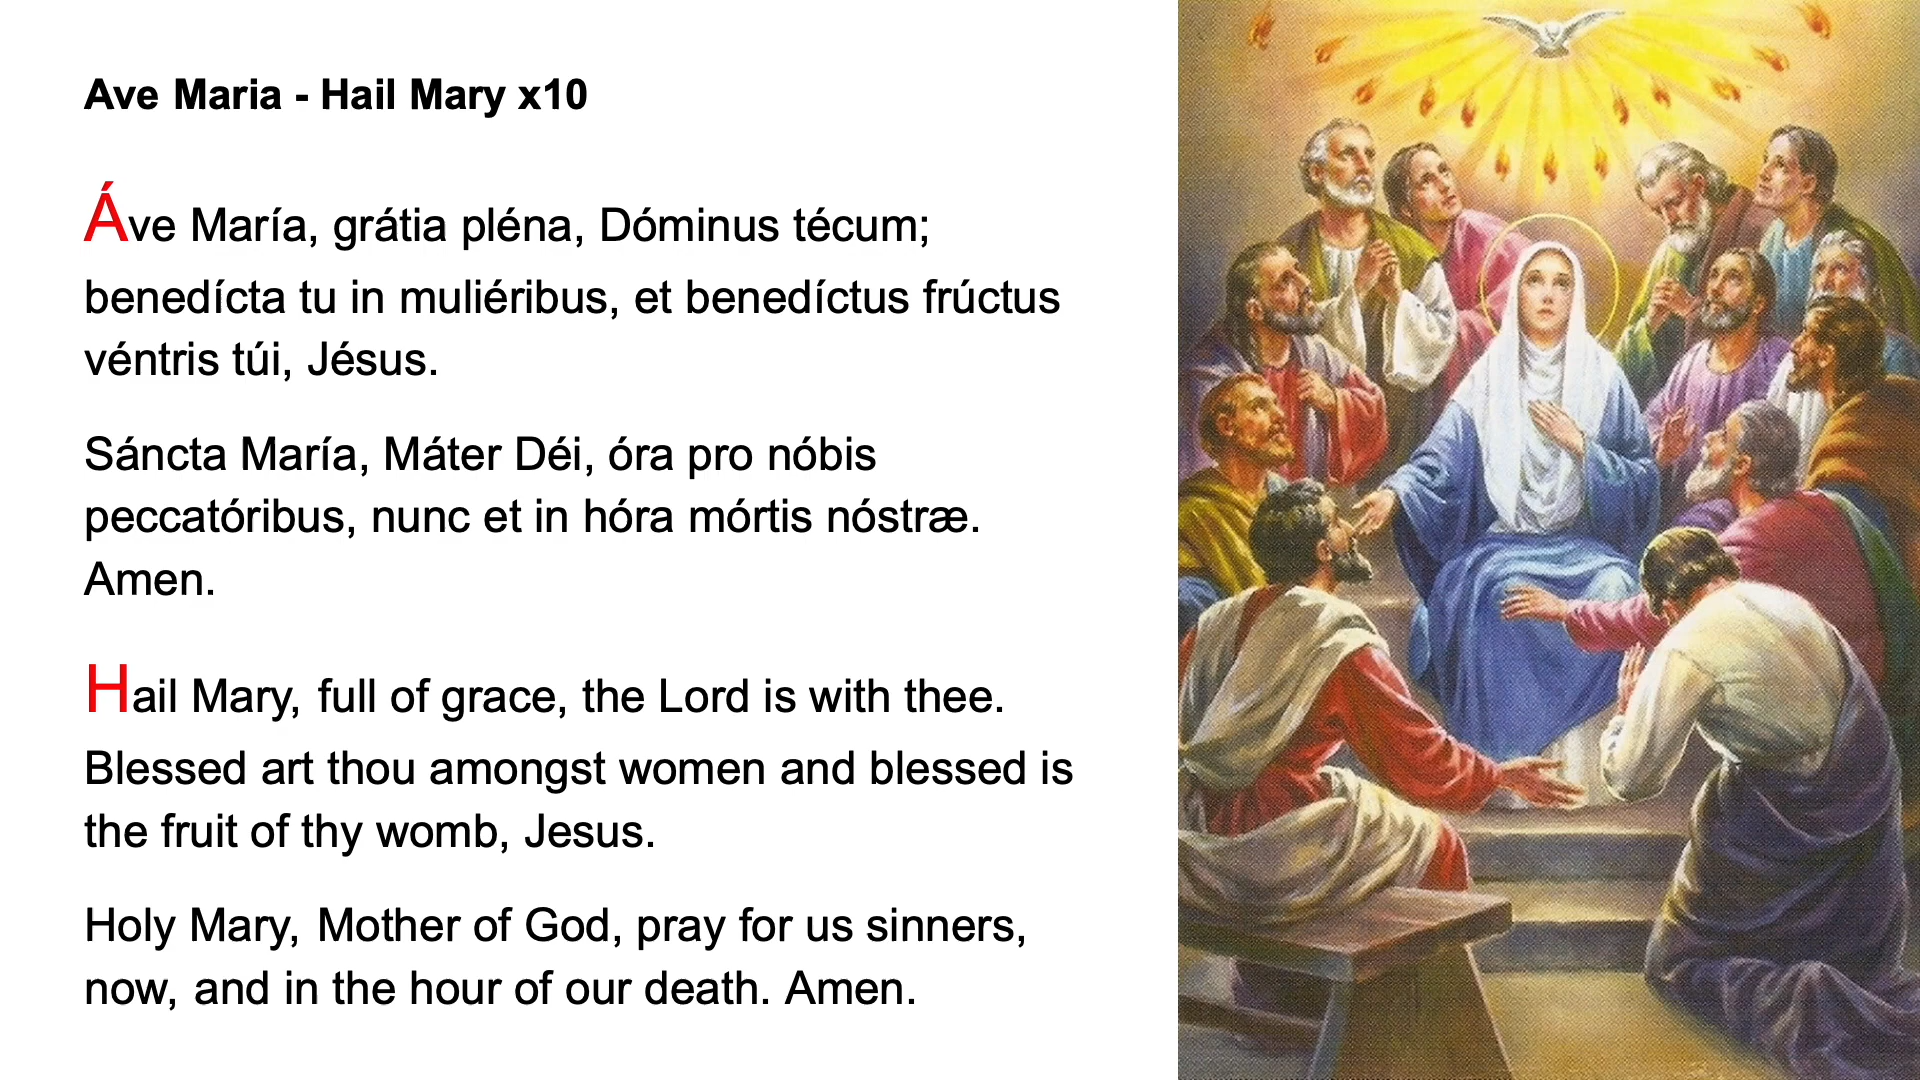 Ave Maria - Hail Mary x10
Áve María, grátia pléna, Dóminus técum;
benedícta tu in muliéribus, et benedíctus frúctus
véntris túi, Jésus.
Sáncta María, Máter Déi, óra pro nóbis
peccatóribus, nunc et in hóra mórtis nóstræ.
Amen.
Hail Mary, full of grace, the Lord is with thee.
Blessed art thou amongst women and blessed is
the fruit of thy womb, Jesus.
Holy Mary, Mother of God, pray for us sinners,
now, and in the hour of our death. Amen.